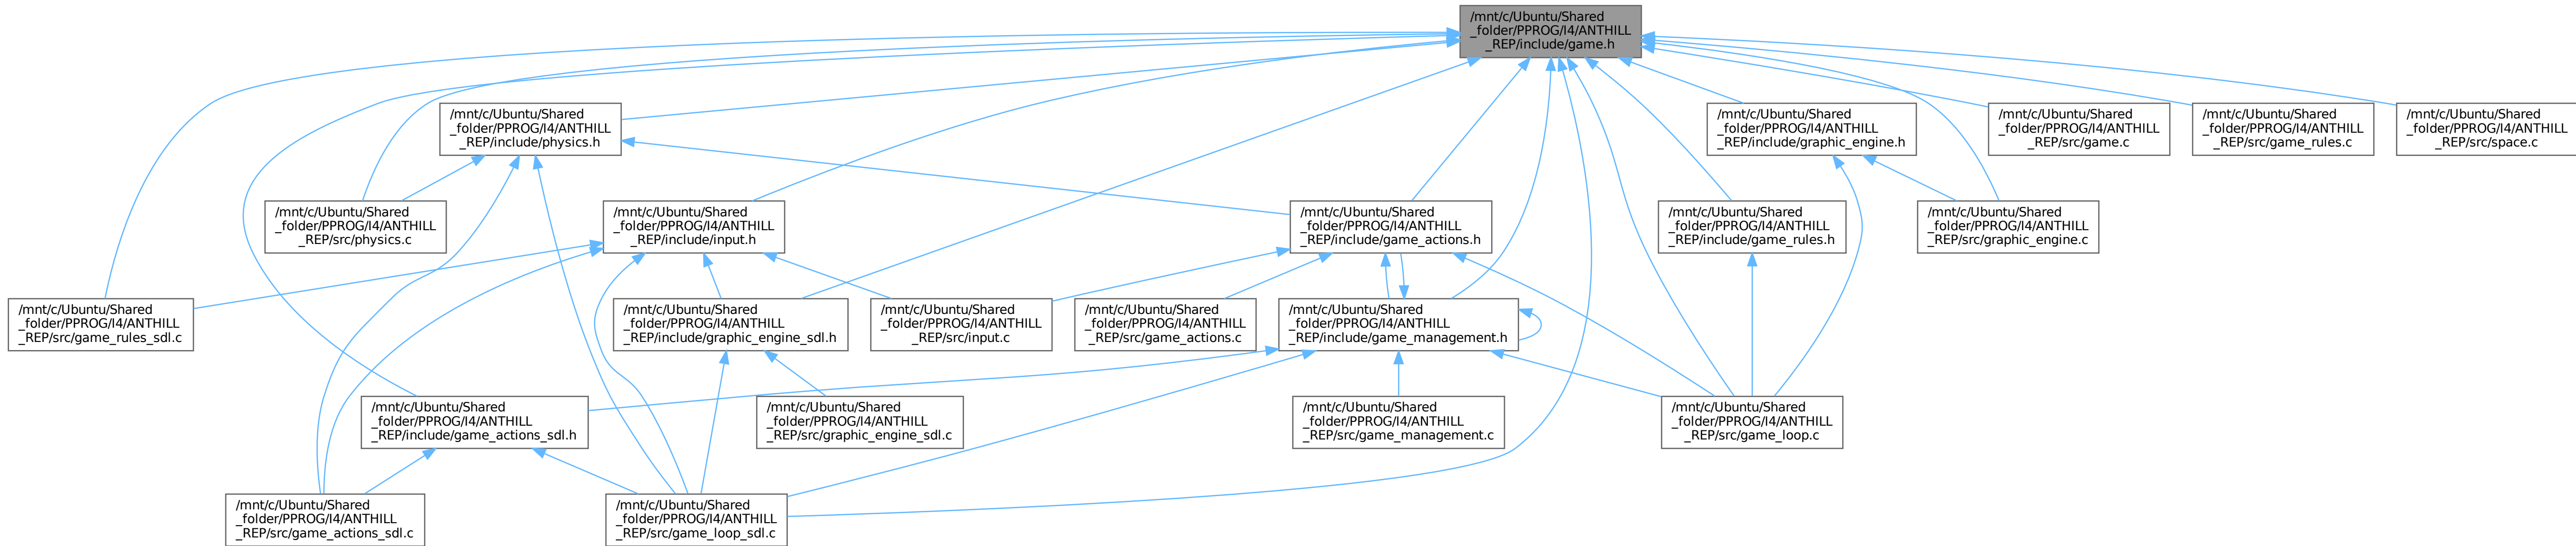 /mnt/c/Ubuntu/Shared
_folder/PPROG/I4/ANTHILL
_REP/include/game.h
/mnt/c/Ubuntu/Shared
_folder/PPROG/I4/ANTHILL
_REP/include/physics.h
/mnt/c/Ubuntu/Shared
_folder/PPROG/I4/ANTHILL
_REP/include/graphic_engine.h
/mnt/c/Ubuntu/Shared
_folder/PPROG/I4/ANTHILL
_REP/src/game.c
/mnt/c/Ubuntu/Shared
_folder/PPROG/I4/ANTHILL
_REP/src/game_rules.c
/mnt/c/Ubuntu/Shared
_folder/PPROG/I4/ANTHILL
_REP/src/space.c
/mnt/c/Ubuntu/Shared
_folder/PPROG/I4/ANTHILL
_REP/src/physics.c
/mnt/c/Ubuntu/Shared
_folder/PPROG/I4/ANTHILL
_REP/include/input.h
/mnt/c/Ubuntu/Shared
_folder/PPROG/I4/ANTHILL
_REP/include/game_actions.h
/mnt/c/Ubuntu/Shared
_folder/PPROG/I4/ANTHILL
_REP/include/game_rules.h
/mnt/c/Ubuntu/Shared
_folder/PPROG/I4/ANTHILL
_REP/src/graphic_engine.c
/mnt/c/Ubuntu/Shared
_folder/PPROG/I4/ANTHILL
_REP/src/game_rules_sdl.c
/mnt/c/Ubuntu/Shared
_folder/PPROG/I4/ANTHILL
_REP/include/graphic_engine_sdl.h
/mnt/c/Ubuntu/Shared
_folder/PPROG/I4/ANTHILL
_REP/src/input.c
/mnt/c/Ubuntu/Shared
_folder/PPROG/I4/ANTHILL
_REP/src/game_actions.c
/mnt/c/Ubuntu/Shared
_folder/PPROG/I4/ANTHILL
_REP/include/game_management.h
/mnt/c/Ubuntu/Shared
_folder/PPROG/I4/ANTHILL
_REP/include/game_actions_sdl.h
/mnt/c/Ubuntu/Shared
_folder/PPROG/I4/ANTHILL
_REP/src/graphic_engine_sdl.c
/mnt/c/Ubuntu/Shared
_folder/PPROG/I4/ANTHILL
_REP/src/game_management.c
/mnt/c/Ubuntu/Shared
_folder/PPROG/I4/ANTHILL
_REP/src/game_loop.c
/mnt/c/Ubuntu/Shared
_folder/PPROG/I4/ANTHILL
_REP/src/game_actions_sdl.c
/mnt/c/Ubuntu/Shared
_folder/PPROG/I4/ANTHILL
_REP/src/game_loop_sdl.c